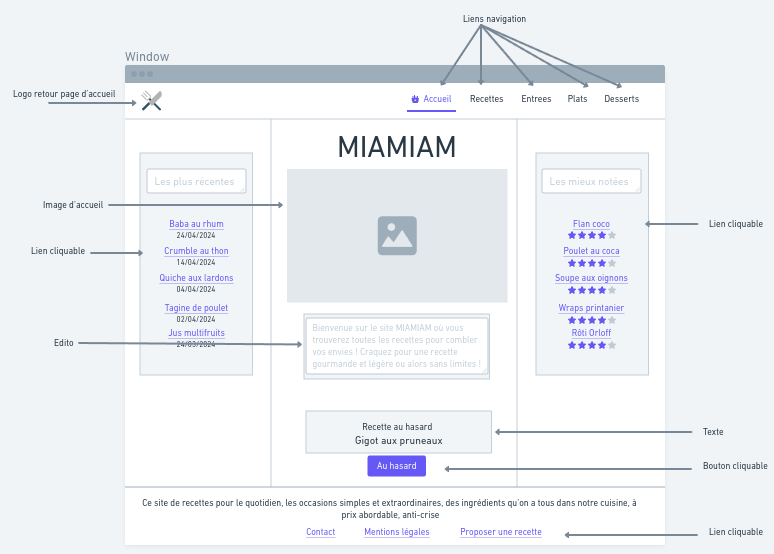 Liens navigation
Window
Logo retour page d'accueil
Accueil
Recettes
Entrees
Plats
Desserts
MIAMIAM
Les plus récentes
Baba au rhum
24/04/2024
Crumble au thon
14/04/2024
Quiche aux lardons
04/04/2024
Tagine de poulet
02/04/2024
Jus multifruits
24/03/2024
Image d'accueil
Lien cliquable
Edito
Bienvenue sur le site MIAMIAM où vous
trouverez toutes les recettes pour combler
vos envies ! Craquez pour une recette
gourmande et légère ou alors sans limites !
Les mieux notées
Flan coco
Poulet au coca
Soupe aux oignons
Wraps printanier
Rôti Orloff
Lien cliquable
Recette au hasard
Gigot aux pruneaux
Texte
Au hasard
Bouton cliquable
Ce site de recettes pour le quotidien, les occasions simples et extraordinaires, des ingrédients qu'on a tous dans notre cuisine, à
prix abordable, anti-crise
Contact
Mentions légales
Proposer une recette
Lien cliquable